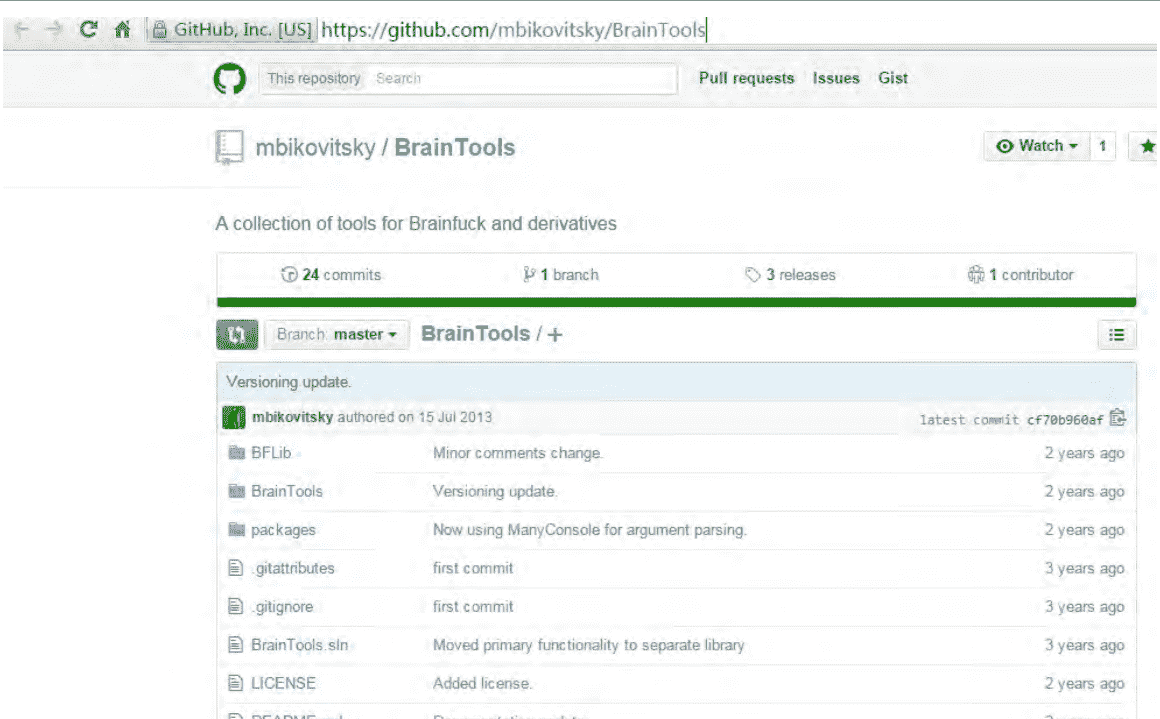 GitHub, Inc. [US] https://github.com/mbikovitsky/BrainTools
This repository Search Pull requests Issues Gist
mbikovitsky / BrainTools Watch 1
A collection of tools for Brainfuck and derivatives
24 commits 1 branch 3 releases 1 contributor
Branch: master BrainTools / +
Versioning update.
mbikovitsky authored on 15 Jul 2013 latest commit cf70b960af
BFLib Minor comments change. 2 years ago
BrainTools Versioning update. 2 years ago
packages Now using ManyConsole for argument parsing. 2 years ago
.gitattributes first commit 3 years ago
.gitignore first commit 3 years ago
BrainTools.sln Moved primary functionality to separate library 3 years ago
LICENSE Added license. 2 years ago